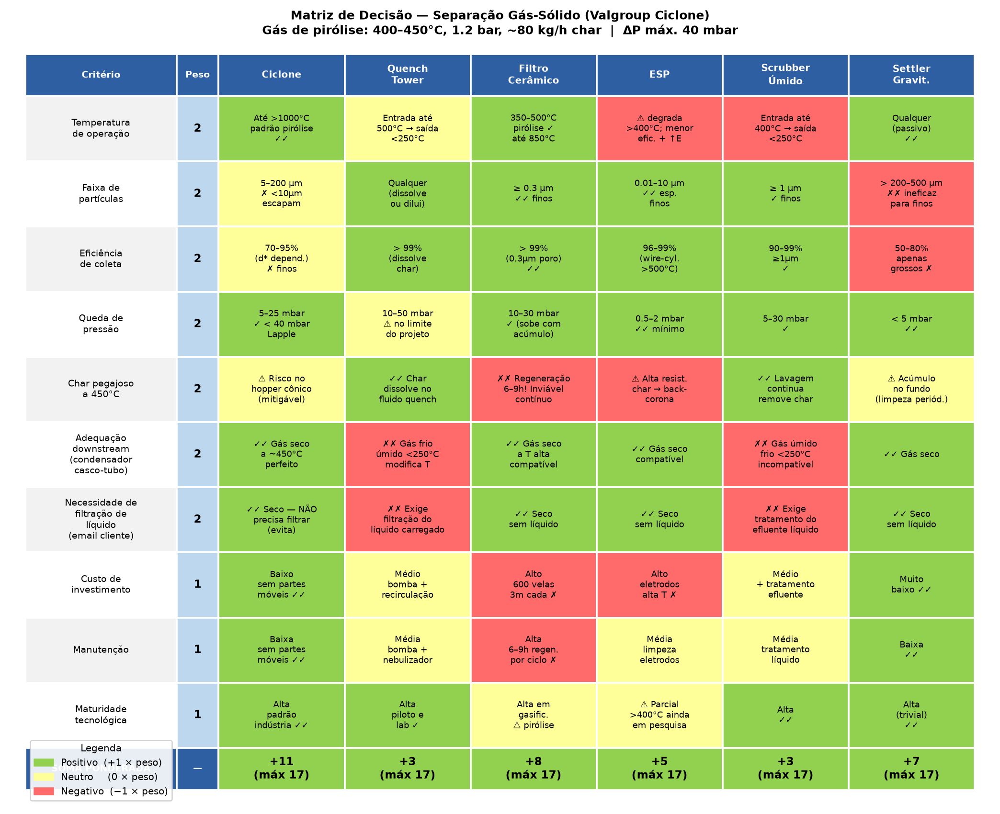 Matriz de Decisão — Separação Gás-Sólido (Valgroup Ciclone)
Gás de pirólise: 400–450°C, 1.2 bar, ~80 kg/h char | ΔP máx. 40 mbar
Critério
Peso
Ciclone
Quench
Tower
Filtro
Cerâmico
ESP
Scrubber
Úmido
Settler
Gravit.
Temperatura
de operação
2
Até >1000°C
padrão pirólise
✓✓
Entrada até
500°C → saída
<250°C
350–500°C
pirólise ✓
até 850°C
⚠ degrada
>400°C; menor
efic. + ↑E
Entrada até
400°C → saída
<250°C
Qualquer
(passivo)
✓✓
Faixa de
partículas
2
5–200 µm
✗ <10µm
escapam
Qualquer
(dissolve
ou dilui)
≥ 0.3 µm
✓✓ finos
0.01–10 µm
✓✓ esp.
finos
≥ 1 µm
✓ finos
> 200–500 µm
✗✗ ineficaz
para finos
Eficiência
de coleta
2
70–95%
(d* depend.)
✗ finos
> 99%
(dissolve
char)
> 99%
(0.3µm poro)
✓✓
96–99%
(wire-cyl.
>500°C)
90–99%
≥1µm
✓
50–80%
apenas
grossos ✗
Queda de
pressão
2
5–25 mbar
✓ < 40 mbar
Lapple
10–50 mbar
⚠ no limite
do projeto
10–30 mbar
✓ (sobe com
acúmulo)
0.5–2 mbar
✓✓ mínimo
5–30 mbar
✓
< 5 mbar
✓✓
Char pegajoso
a 450°C
2
⚠ Risco no
hopper cônico
(mitigável)
✓✓ Char
dissolve no
fluido quench
✗✗ Regeneração
6–9h! Inviável
contínuo
⚠ Alta resist.
char → back-
corona
✓✓ Lavagem
continua
remove char
⚠ Acúmulo
no fundo
(limpeza periód.)
Adequação
downstream
(condensador
casco-tubo)
2
✓✓ Gás seco
a ~450°C
perfeito
✗✗ Gás frio
úmido <250°C
modifica T
✓✓ Gás seco
a T alta
compatível
✓✓ Gás seco
compatível
✗✗ Gás úmido
frio <250°C
incompatível
✓✓ Gás seco
Necessidade de
filtração de
líquido
(email cliente)
2
✓✓ Seco — NÃO
precisa filtrar
(evita)
✗✗ Exige
filtração do
líquido carregado
✓✓ Seco
sem líquido
✓✓ Seco
sem líquido
✗✗ Exige
tratamento do
efluente líquido
✓✓ Seco
sem líquido
Custo de
investimento
1
Baixo
sem partes
móveis ✓✓
Médio
bomba +
recirculação
Alto
600 velas
3m cada ✗
Alto
eletrodos
alta T ✗
Médio
+ tratamento
efluente
Muito
baixo ✓✓
Manutenção
1
Baixa
sem partes
móveis ✓✓
Média
bomba +
nebulizador
Alta
6–9h regen.
por ciclo ✗
Média
limpeza
eletrodos
Média
tratamento
líquido
Baixa
✓✓
Maturidade
tecnológica
1
Alta
padrão
indústria ✓✓
Alta
piloto e
lab ✓
Alta em
gasific.
⚠ pirólise
⚠ Parcial
>400°C ainda
em pesquisa
Alta
✓✓
Alta
(trivial)
✓✓
SOMA PONDERADA
—
+11
(máx 17)
+3
(máx 17)
+8
(máx 17)
+5
(máx 17)
+3
(máx 17)
+7
(máx 17)
Legenda
Positivo (+1 × peso)
Neutro (0 × peso)
Negativo (−1 × peso)